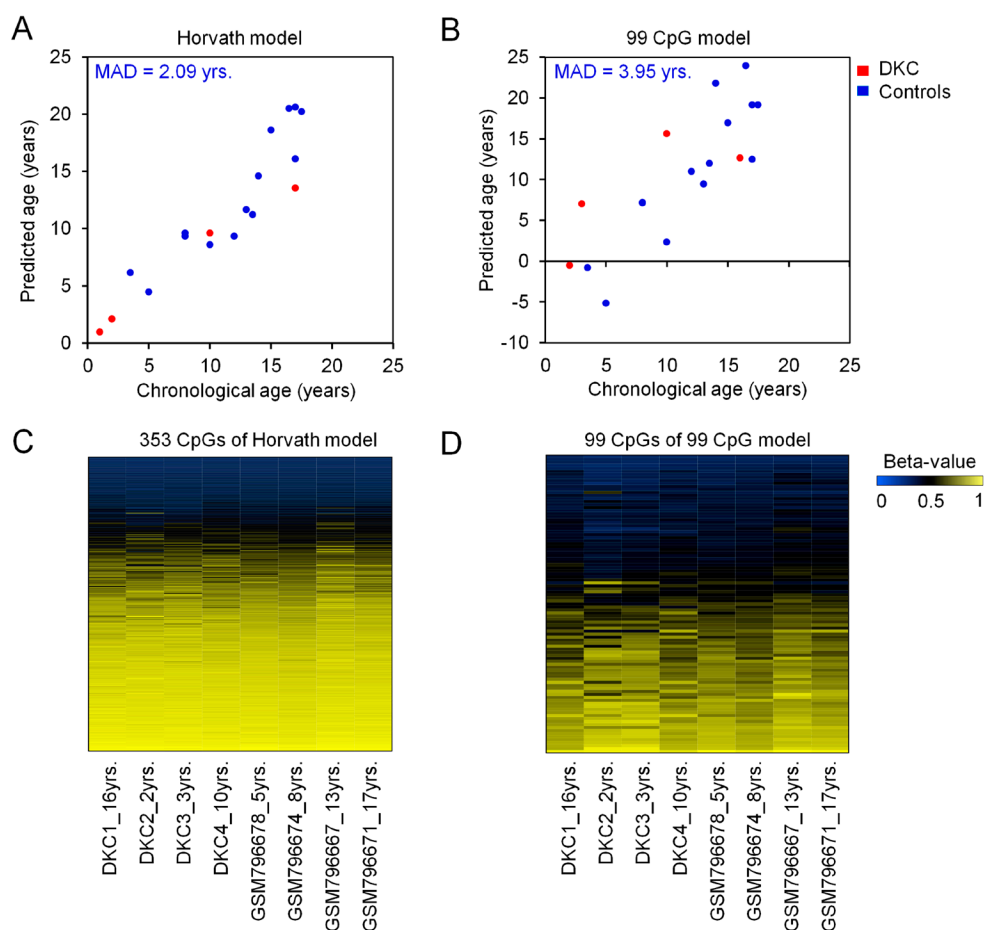 A
Horvath model
MAD = 2.09 yrs.
25
20
15
10
5
0
Predicted age (years)
0 5 10 15 20 25
Chronological age (years)
B
99 CpG model
MAD = 3.95 yrs.
25
20
15
10
5
0
-5
-10
Predicted age (years)
0 5 10 15 20 25
Chronological age (years)
DKC
Controls
C
353 CpGs of Horvath model
DKC1_16yrs.
DKC2_2yrs.
DKC3_3yrs.
DKC4_10yrs.
GSM796678_5yrs.
GSM796674_8yrs.
GSM796667_13yrs.
GSM796671_17yrs.
D
99 CpGs of 99 CpG model
DKC1_16yrs.
DKC2_2yrs.
DKC3_3yrs.
DKC4_10yrs.
GSM796678_5yrs.
GSM796674_8yrs.
GSM796667_13yrs.
GSM796671_17yrs.
Beta-value
0 0.5 1